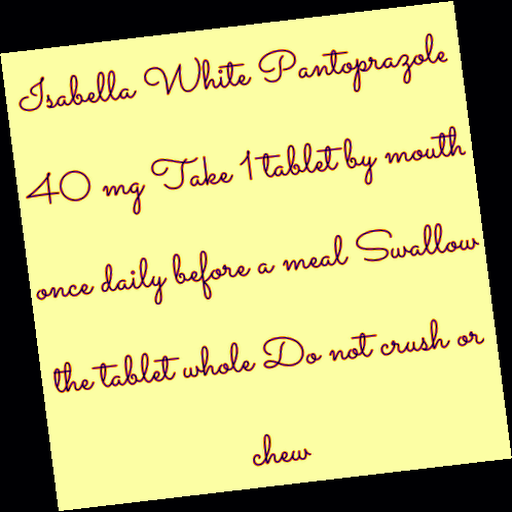 Isabella White Pantoprazole
40 mg Take 1 tablet by mouth
once daily before a meal Swallow
the tablet whole Do not crush or
chew